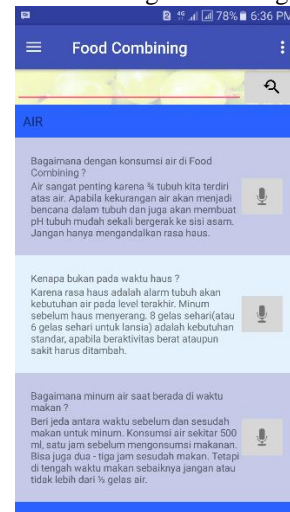 78% 6:36 PM
Food Combining
AIR
Bagaimana dengan konsumsi air di Food
Combining ?
Air sangat penting karena ¾ tubuh kita terdiri
atas air. Apabila kekurangan air akan menjadi
bencana dalam tubuh dan juga akan membuat
pH tubuh mudah sekali bergerak ke sisi asam.
Jangan hanya mengandalkan rasa haus.
Kenapa bukan pada waktu haus ?
Karena rasa haus adalah alarm tubuh akan
kebutuhan air pada level terakhir. Minum
sebelum haus menyerang. 8 gelas sehari(atau
6 gelas sehari untuk lansia) adalah kebutuhan
standar, apabila beraktivitas berat ataupun
sakit harus ditambah.
Bagaimana minum air saat berada di waktu
makan ?
Beri jeda antara waktu sebelum dan sesudah
makan untuk minum. Konsumsi air sekitar 500
ml, satu jam sebelum mengonsumsi makanan.
Bisa juga dua - tiga jam sesudah makan. Tetapi
di tengah waktu makan sebaiknya jangan atau
tidak lebih dari ½ gelas air.